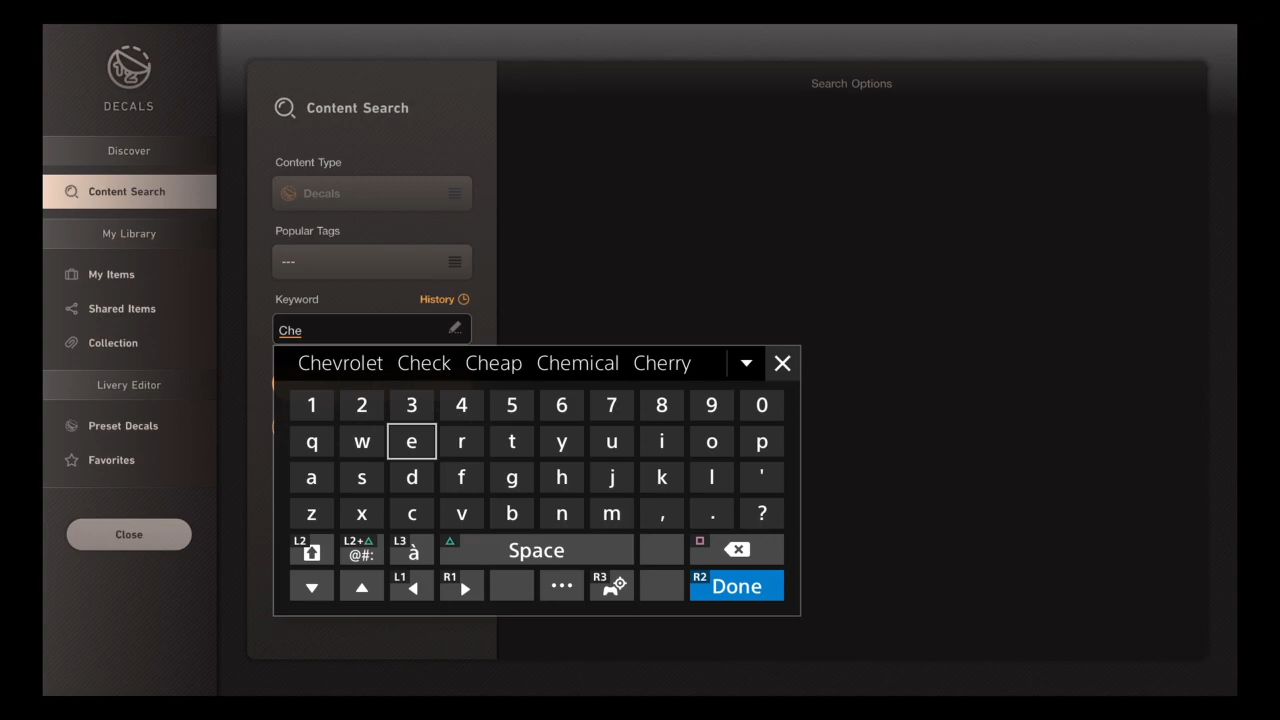 DECALS
Discover
Content Search
My Library
My Items
Shared Items
Collection
Livery Editor
Preset Decals
Favorites
Close
Content Search
Content Type
Decals
Popular Tags
---
Keyword History
Che
Search Options
Chevrolet Check Cheap Chemical Cherry
1 2 3 4 5 6 7 8 9 0
q w e r t y u i o p
a s d f g h j k l '
z x c v b n m , . ?
L2 L2+△ @#: L3 à △ Space □
L1 R1 ... R3 R2 Done